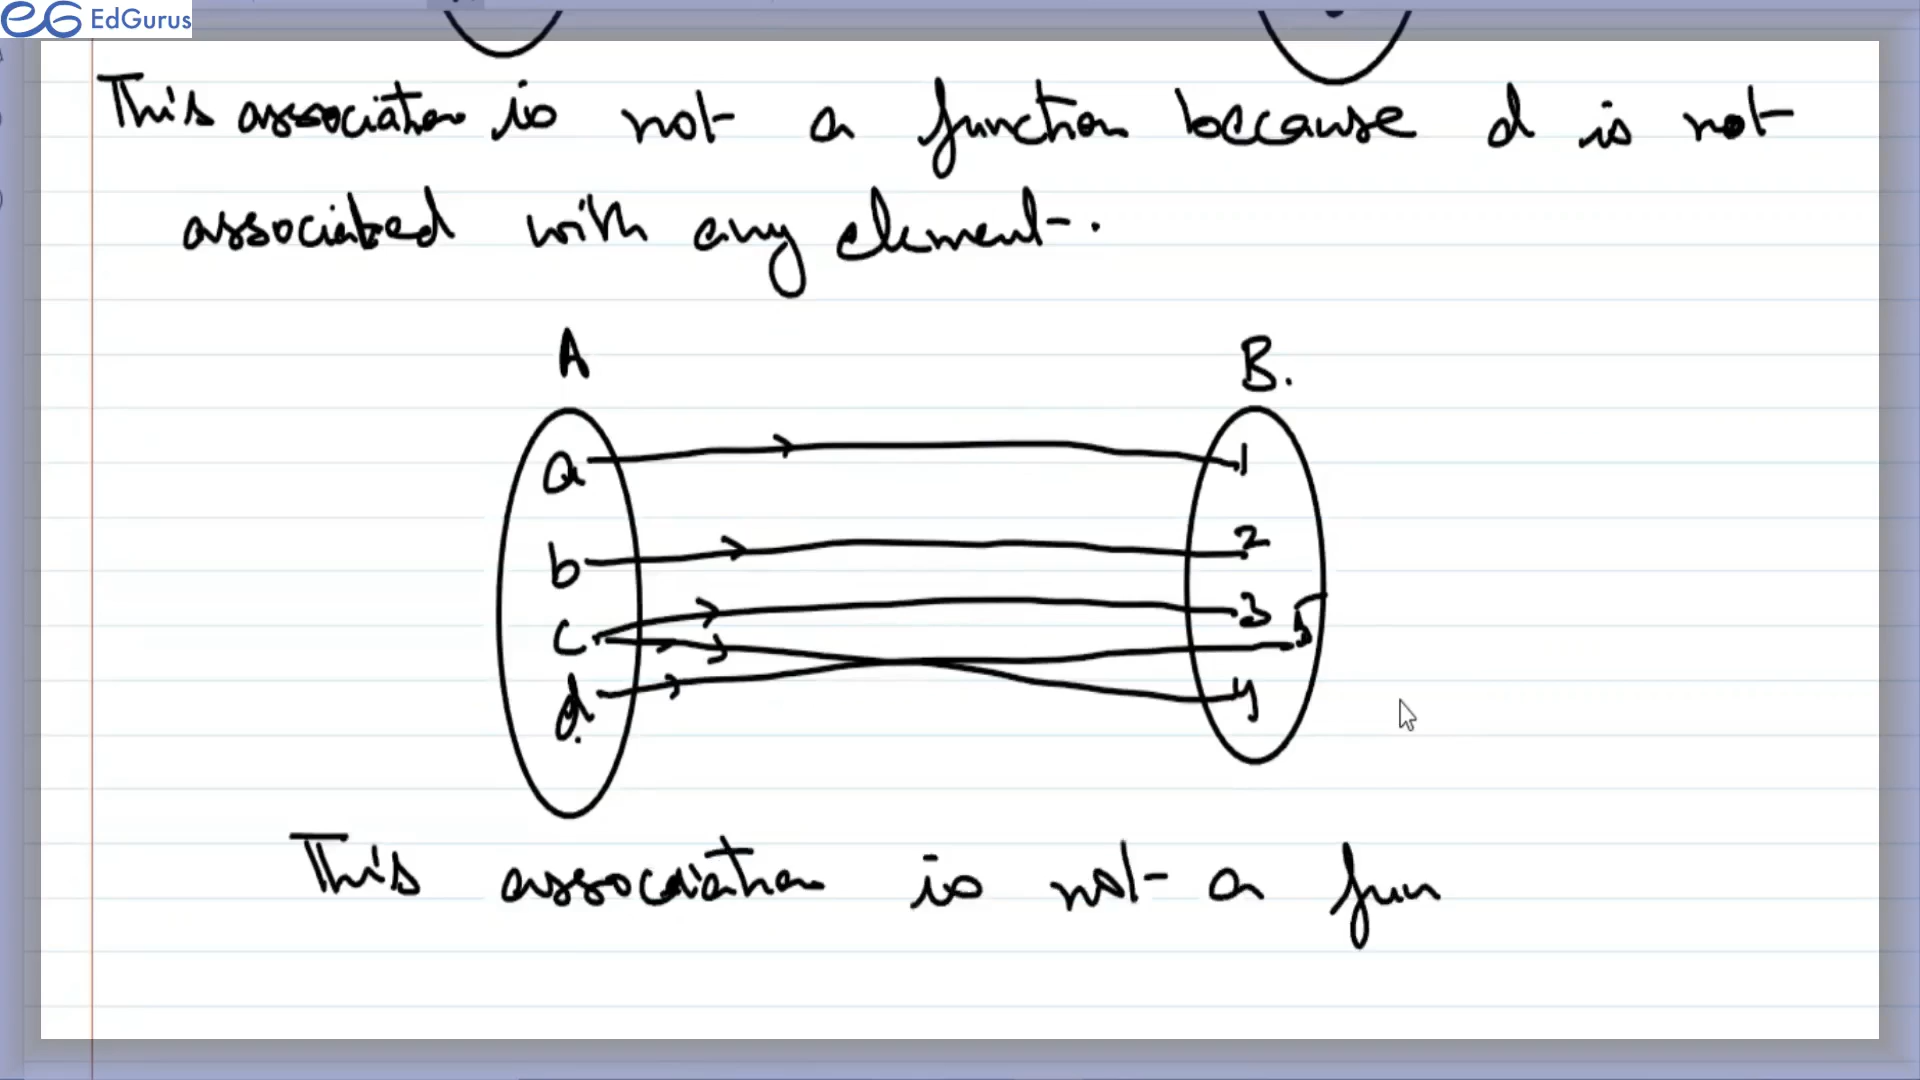 EdGurus
This association is not a function because d is not
associated with any element.
A B.
a 1
b 2
c 3 5
d. 4
This association is not a fun